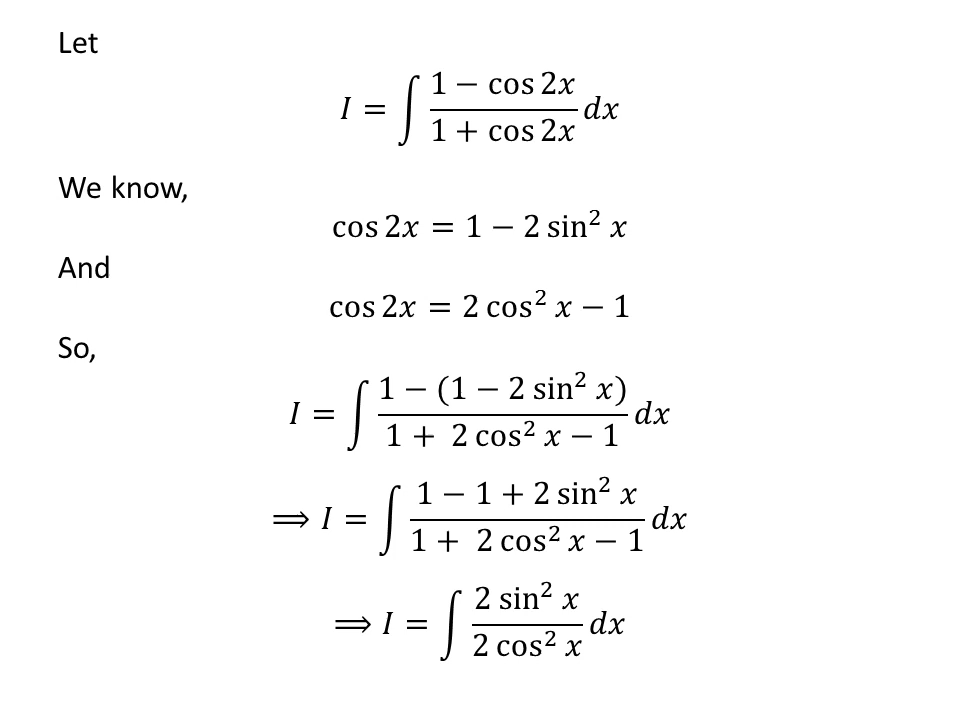 Let
I = ∫ (1 − cos 2x)/(1 + cos 2x) dx
We know,
cos 2x = 1 − 2 sin² x
And
cos 2x = 2 cos² x − 1
So,
I = ∫ (1 − (1 − 2 sin² x))/(1 + 2 cos² x − 1) dx
⟹ I = ∫ (1 − 1 + 2 sin² x)/(1 + 2 cos² x − 1) dx
⟹ I = ∫ (2 sin² x)/(2 cos² x) dx